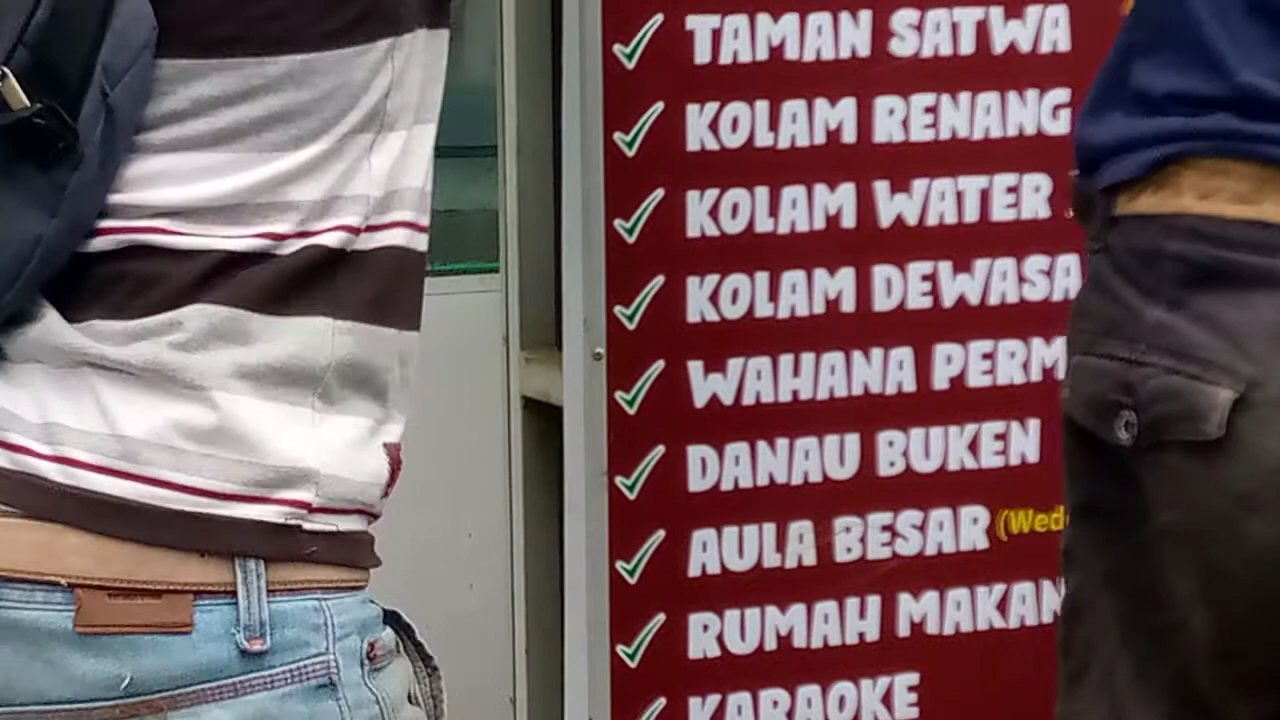 TAMAN SATWA
KOLAM RENANG
KOLAM WATER
KOLAM DEWASA
WAHANA PERM
DANAU BUKEN
AULA BESAR (Wed
RUMAH MAKAN
KARAOKE